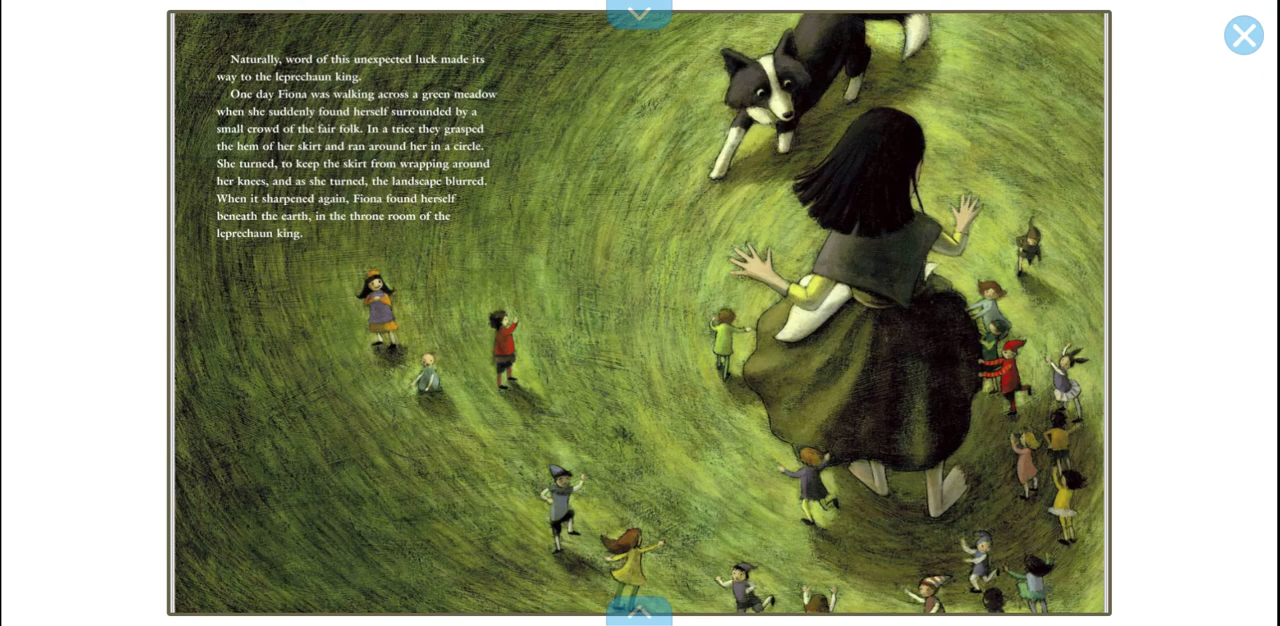 Naturally, word of this unexpected luck made its
way to the leprechaun king.
One day Fiona was walking across a green meadow
when she suddenly found herself surrounded by a
small crowd of the fair folk. In a trice they grasped
the hem of her skirt and ran around her in a circle.
She turned, to keep the skirt from wrapping around
her knees, and as she turned, the landscape blurred.
When it sharpened again, Fiona found herself
beneath the earth, in the throne room of the
leprechaun king.